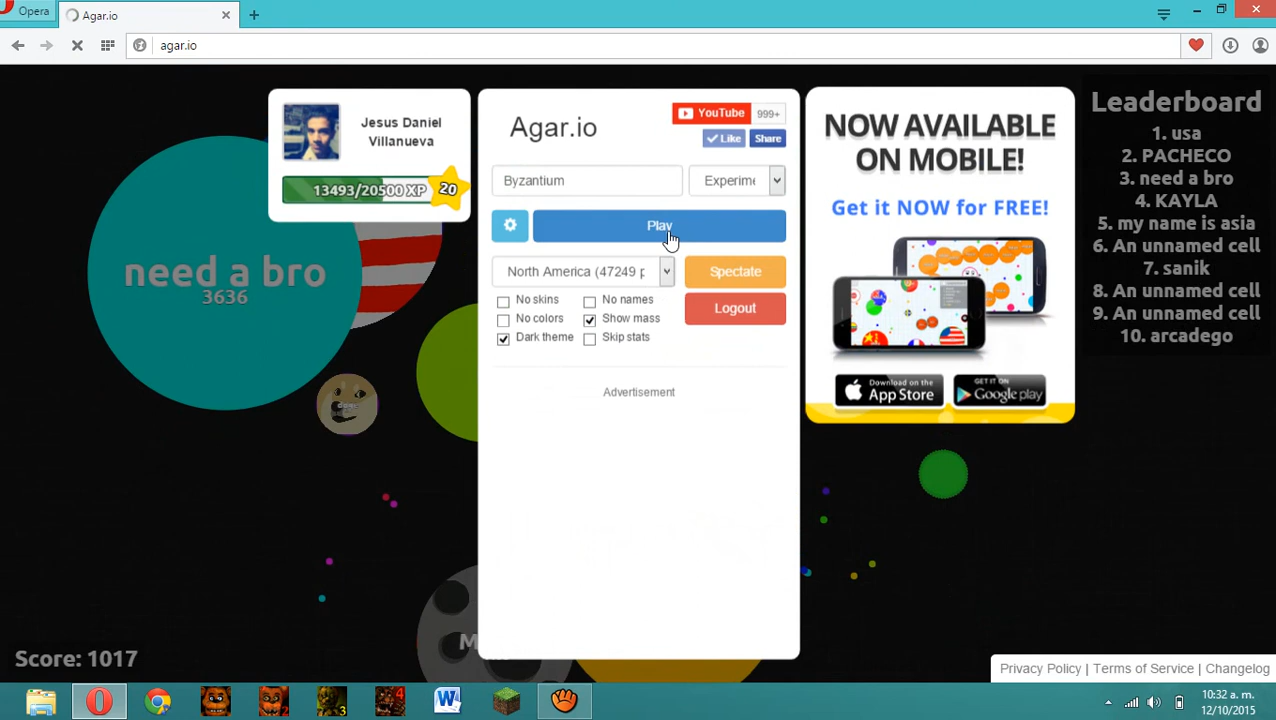 Opera
Agar.io
agar.io
Jesus Daniel
Villanueva
13493/20500 XP
20
YouTube 999+
Agar.io
Like Share
Byzantium
Experime
Play
North America (47249 p
Spectate
No skins
No names
Logout
No colors
Show mass
Dark theme
Skip stats
Advertisement
NOW AVAILABLE
ON MOBILE!
Get it NOW for FREE!
Download on the
App Store
GET IT ON
Google play
Leaderboard
1. usa
2. PACHECO
3. need a bro
4. KAYLA
5. my name is asia
6. An unnamed cell
7. sanik
8. An unnamed cell
9. An unnamed cell
10. arcadego
need a bro
3636
Score: 1017
Privacy Policy | Terms of Service | Changelog
3
4
10:32 a. m.
12/10/2015